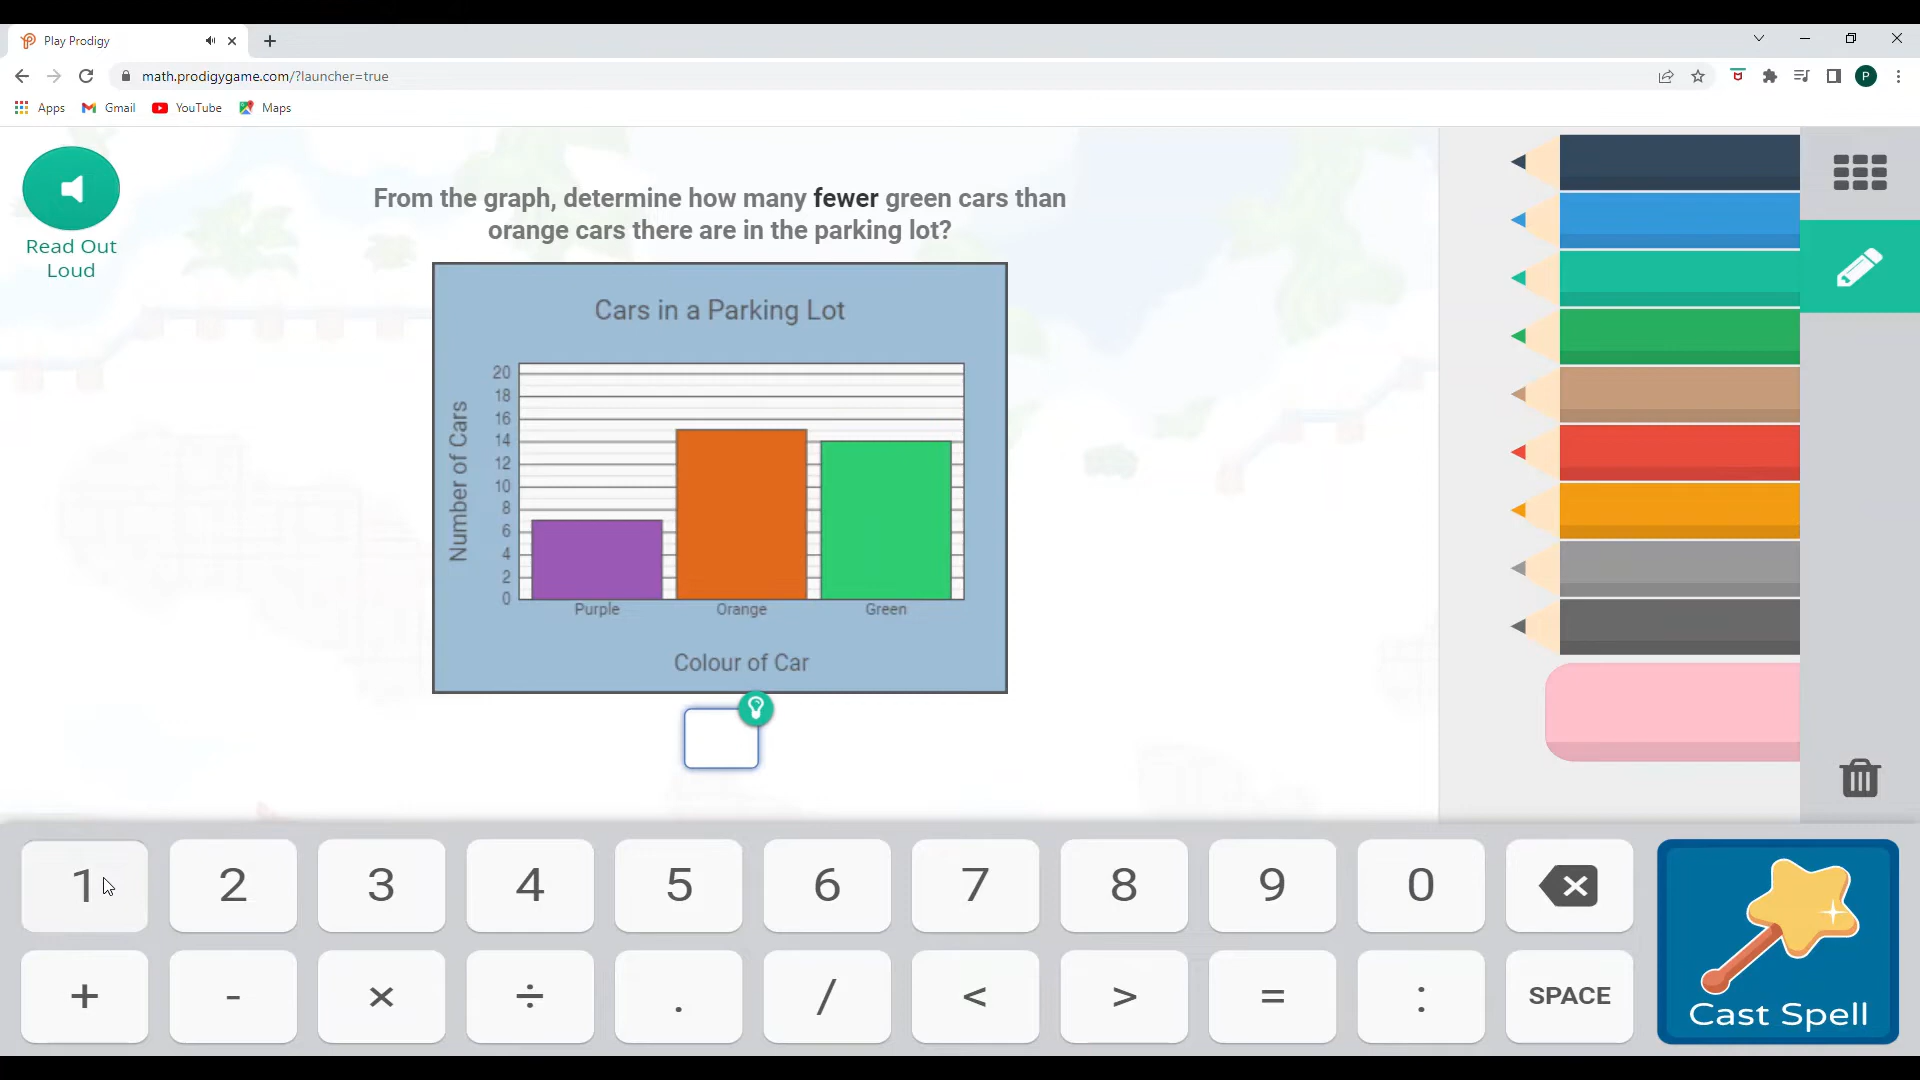 Play Prodigy
math.prodigygame.com/?launcher=true
P
Apps
Gmail
YouTube
Maps
Read Out
Loud
From the graph, determine how many fewer green cars than
orange cars there are in the parking lot?
Cars in a Parking Lot
Number of Cars
20
18
16
14
12
10
8
6
4
2
0
Purple Orange Green
Colour of Car
1 2 3 4 5 6 7 8 9 0
+ - × ÷ . / < > = : SPACE
Cast Spell